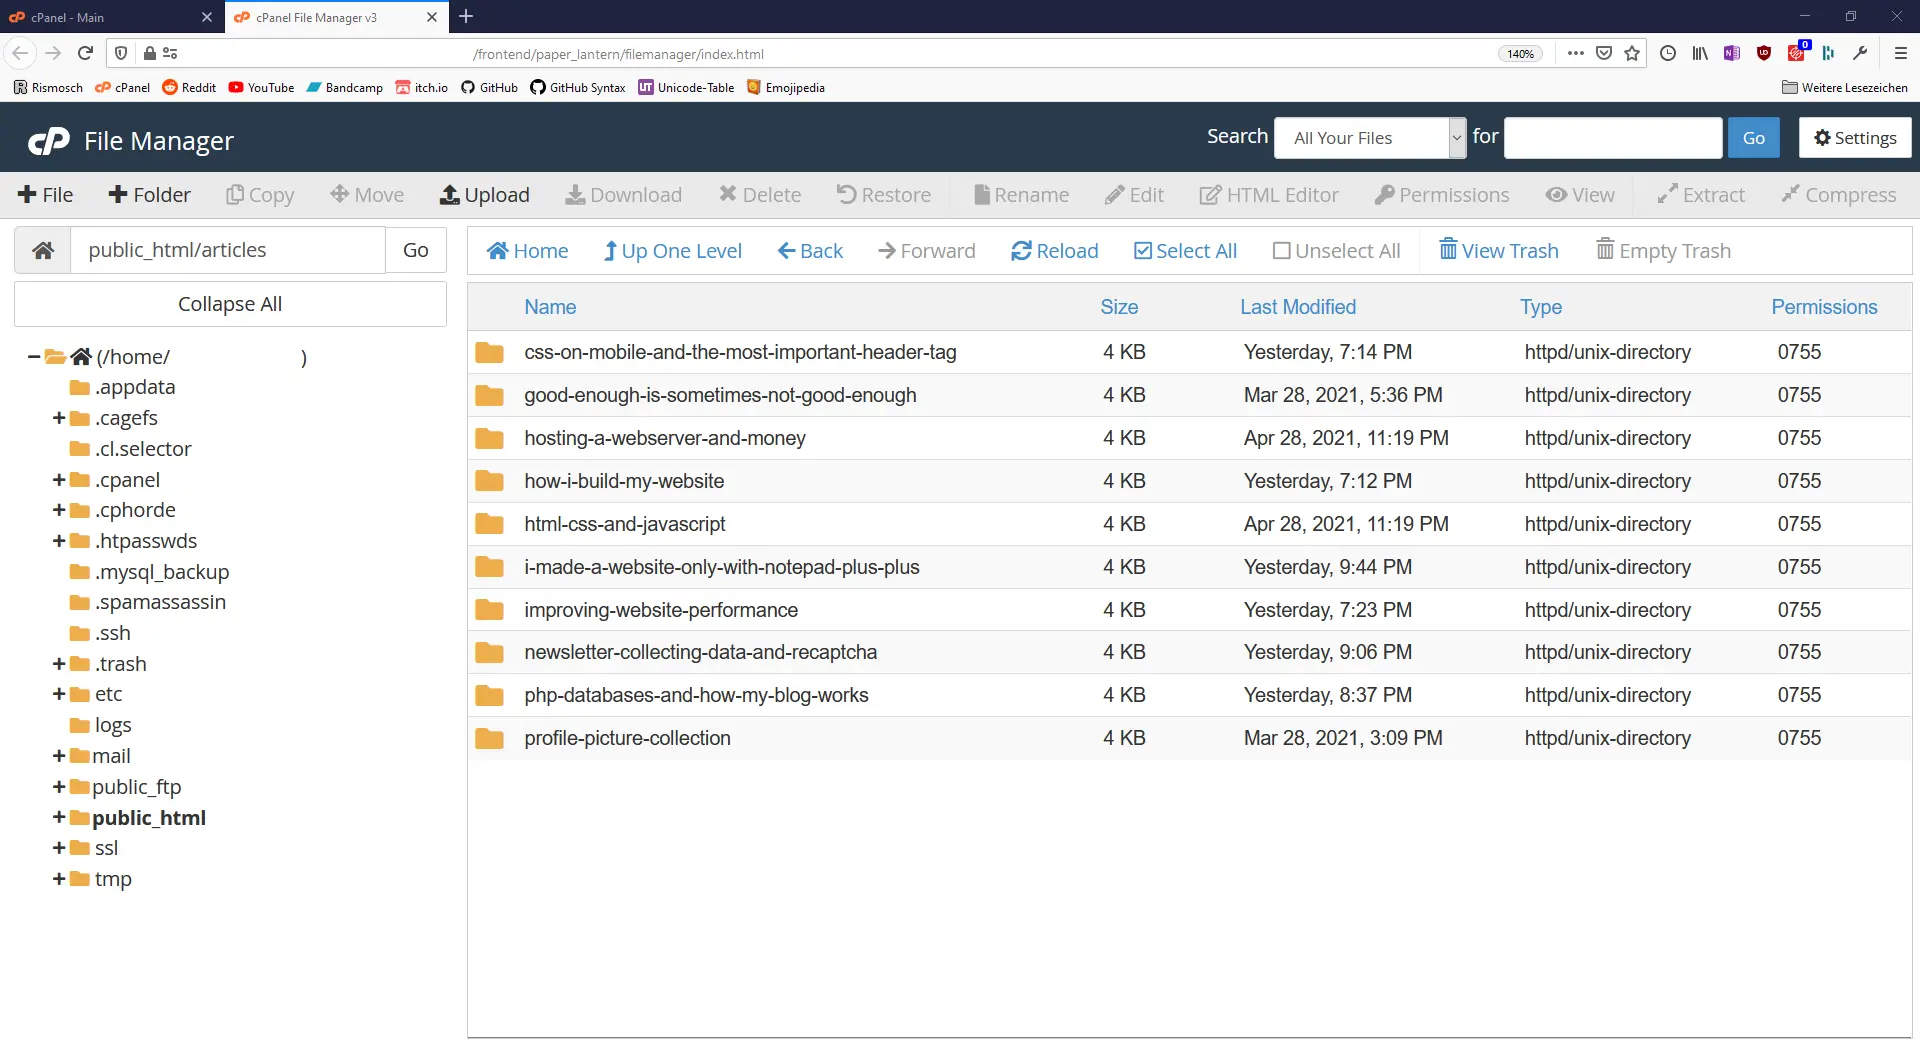 cPanel - Main
cPanel File Manager v3
/frontend/paper_lantern/filemanager/index.html
140%
0
Rismosch cPanel Reddit YouTube Bandcamp itch.io GitHub GitHub Syntax UT Unicode-Table Emojipedia Weitere Lesezeichen
cP File Manager
Search All Your Files for Go Settings
File Folder Copy Move Upload Download Delete Restore Rename Edit HTML Editor Permissions View Extract Compress
public_html/articles Go
Home Up One Level Back Forward Reload Select All Unselect All View Trash Empty Trash
Collapse All
(/home/ )
.appdata
.cagefs
.cl.selector
.cpanel
.cphorde
.htpasswds
.mysql_backup
.spamassassin
.ssh
.trash
etc
logs
mail
public_ftp
public_html
ssl
tmp
Name Size Last Modified Type Permissions
css-on-mobile-and-the-most-important-header-tag 4 KB Yesterday, 7:14 PM httpd/unix-directory 0755
good-enough-is-sometimes-not-good-enough 4 KB Mar 28, 2021, 5:36 PM httpd/unix-directory 0755
hosting-a-webserver-and-money 4 KB Apr 28, 2021, 11:19 PM httpd/unix-directory 0755
how-i-build-my-website 4 KB Yesterday, 7:12 PM httpd/unix-directory 0755
html-css-and-javascript 4 KB Apr 28, 2021, 11:19 PM httpd/unix-directory 0755
i-made-a-website-only-with-notepad-plus-plus 4 KB Yesterday, 9:44 PM httpd/unix-directory 0755
improving-website-performance 4 KB Yesterday, 7:23 PM httpd/unix-directory 0755
newsletter-collecting-data-and-recaptcha 4 KB Yesterday, 9:06 PM httpd/unix-directory 0755
php-databases-and-how-my-blog-works 4 KB Yesterday, 8:37 PM httpd/unix-directory 0755
profile-picture-collection 4 KB Mar 28, 2021, 3:09 PM httpd/unix-directory 0755